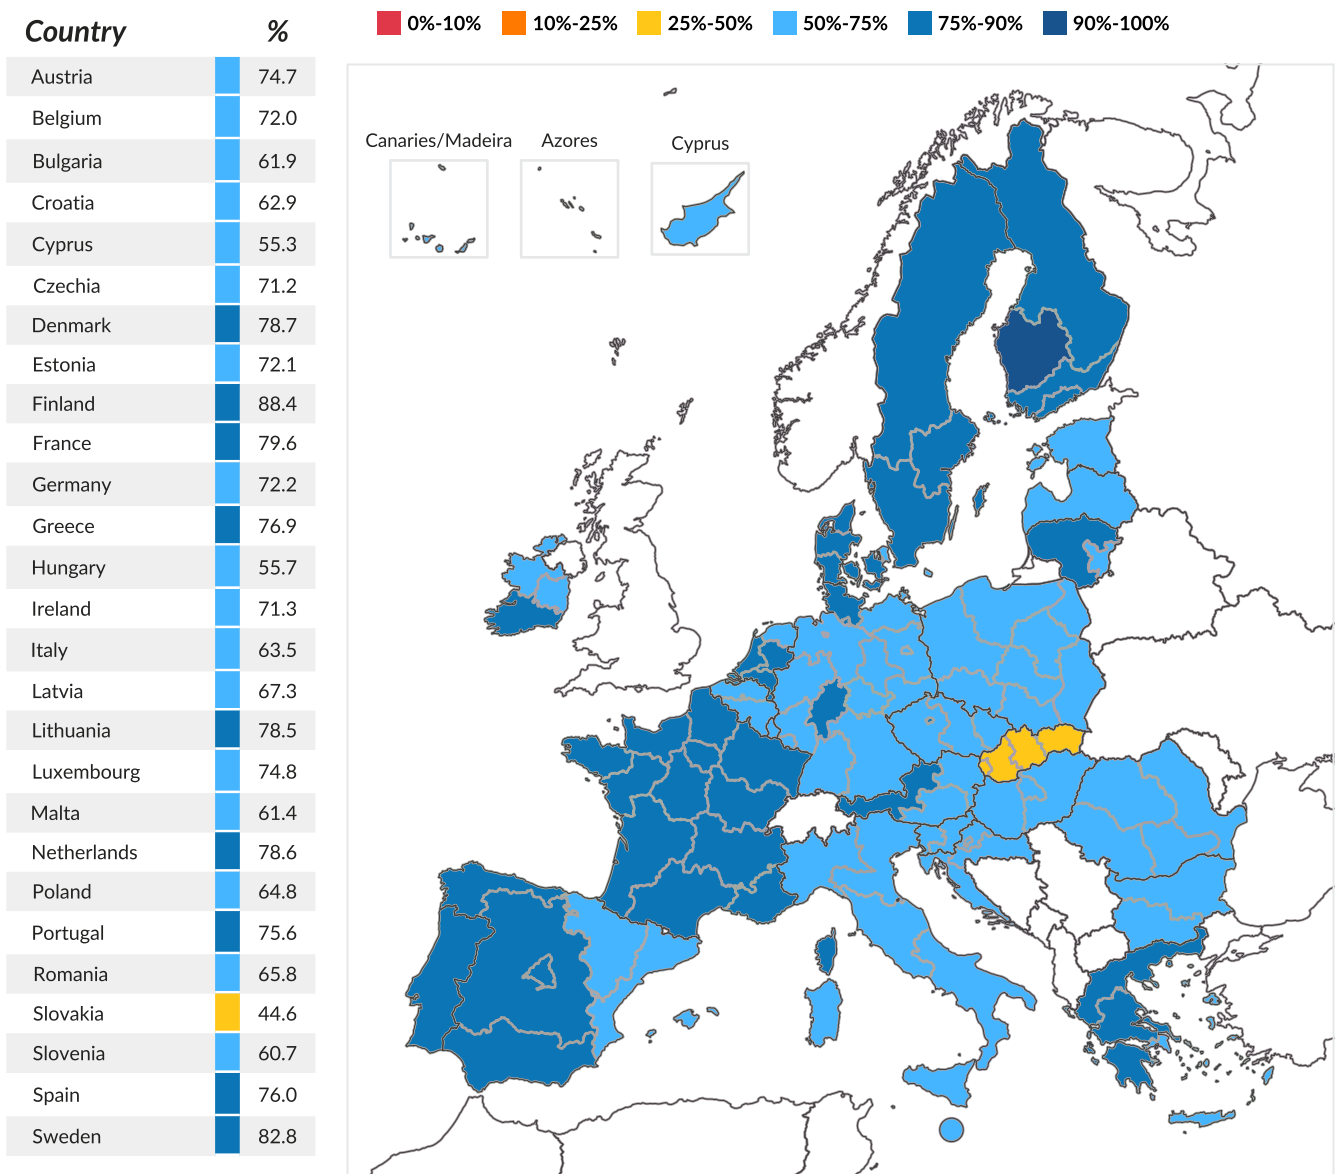 Country %
0%-10% 10%-25% 25%-50% 50%-75% 75%-90% 90%-100%
Austria 74.7
Belgium 72.0
Bulgaria 61.9
Croatia 62.9
Cyprus 55.3
Czechia 71.2
Denmark 78.7
Estonia 72.1
Finland 88.4
France 79.6
Germany 72.2
Greece 76.9
Hungary 55.7
Ireland 71.3
Italy 63.5
Latvia 67.3
Lithuania 78.5
Luxembourg 74.8
Malta 61.4
Netherlands 78.6
Poland 64.8
Portugal 75.6
Romania 65.8
Slovakia 44.6
Slovenia 60.7
Spain 76.0
Sweden 82.8
Canaries/Madeira Azores Cyprus